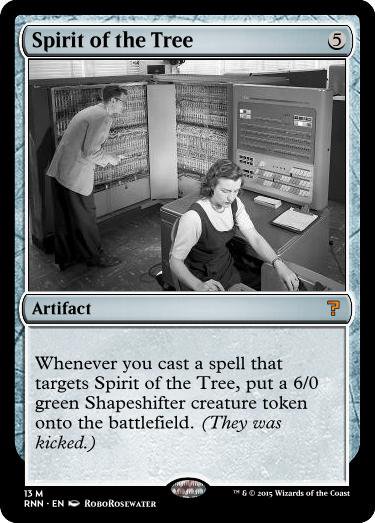 Spirit of the Tree 5
Artifact ?
Whenever you cast a spell that
targets Spirit of the Tree, put a 6/0
green Shapeshifter creature token
onto the battlefield. (They was
kicked.)
13 M
RNN • EN RoboRosewater
™ & © 2015 Wizards of the Coast